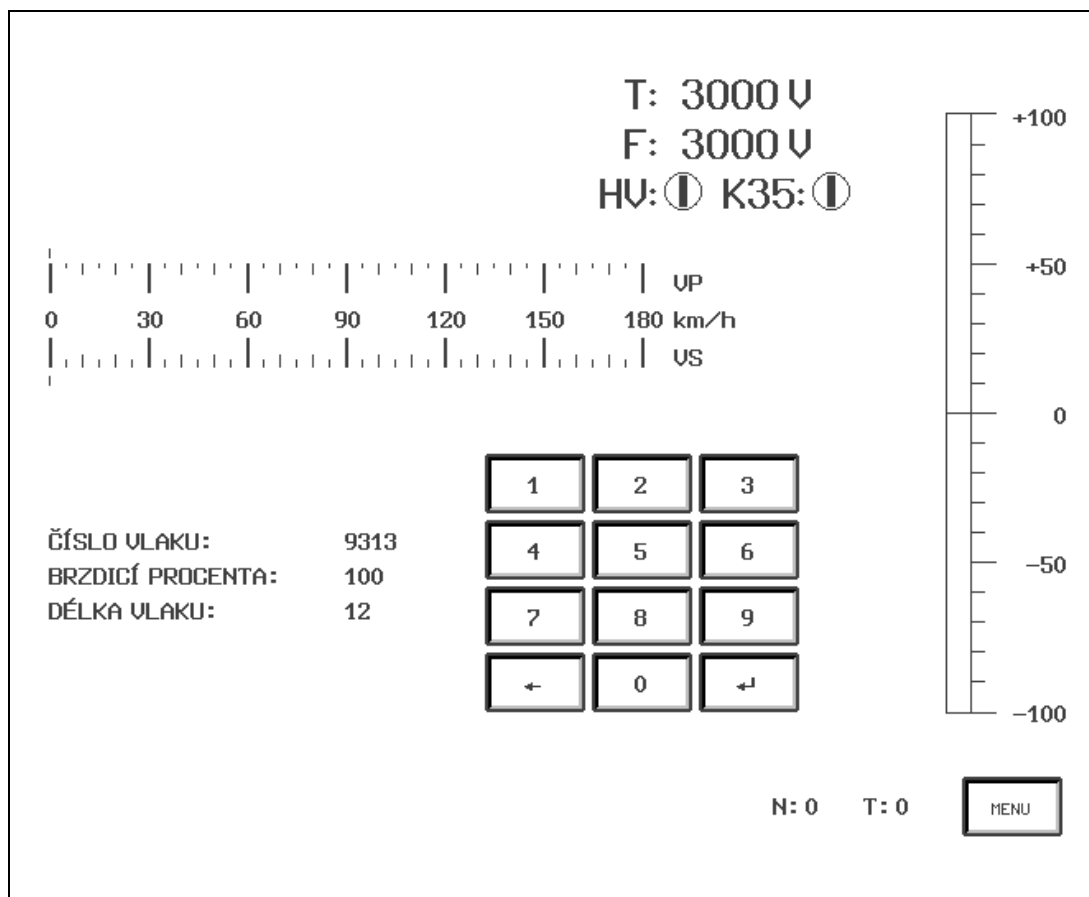 T: 3000 V
F: 3000 V
HV: K35:
+100
+50
0
-50
-100
VP
0 30 60 90 120 150 180 km/h
VS
1 2 3
4 5 6
7 8 9
← 0 ↵
ČÍSLO VLAKU: 9313
BRZDICÍ PROCENTA: 100
DÉLKA VLAKU: 12
N: 0 T: 0
MENU